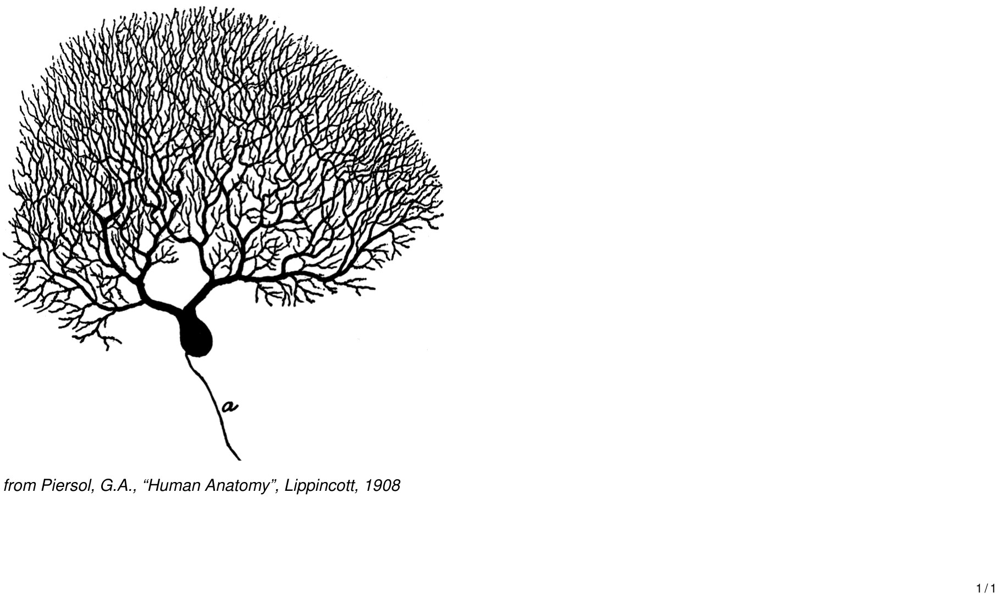 a
from Piersol, G.A., “Human Anatomy”, Lippincott, 1908
1 / 1